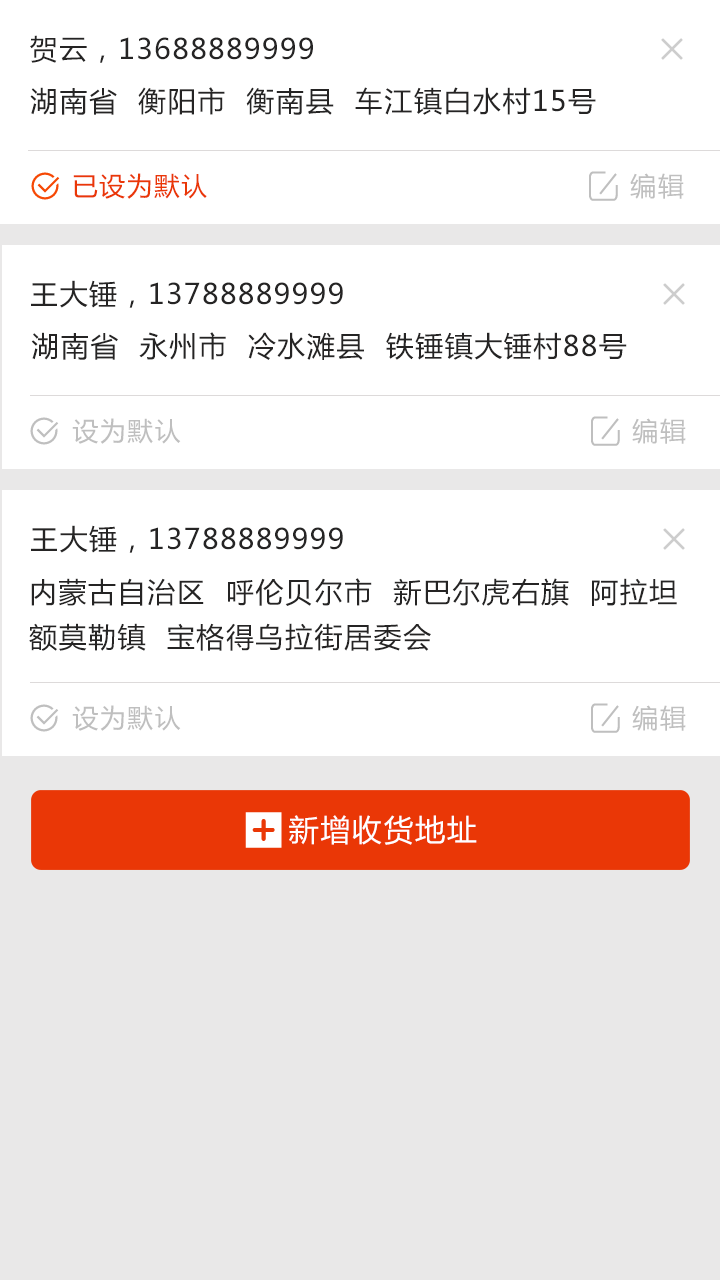 贺云，13688889999
湖南省 衡阳市 衡南县 车江镇白水村15号
已设为默认 编辑
王大锤，13788889999
湖南省 永州市 冷水滩县 铁锤镇大锤村88号
设为默认 编辑
王大锤，13788889999
内蒙古自治区 呼伦贝尔市 新巴尔虎右旗 阿拉坦
额莫勒镇 宝格得乌拉街居委会
设为默认 编辑
新增收货地址